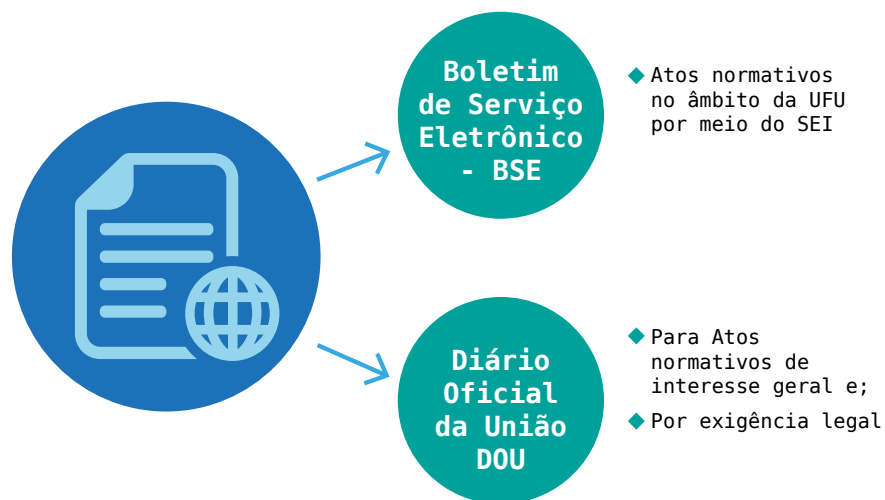 Boletim
de Serviço
Eletrônico
- BSE
Atos normativos
no âmbito da UFU
por meio do SEI
Diário
Oficial
da União
DOU
Para Atos
normativos de
interesse geral e;
Por exigência legal